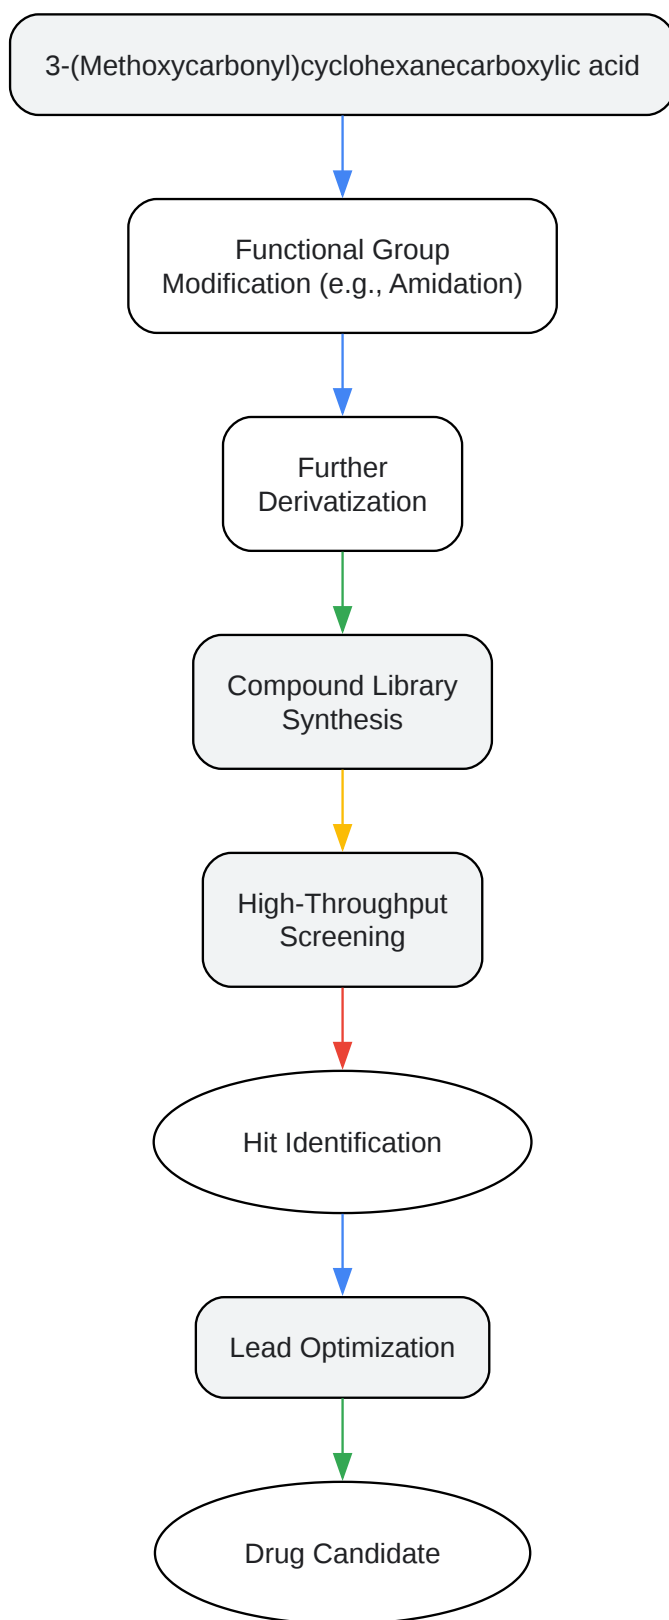 3-(Methoxycarbonyl)cyclohexanecarboxylic acid
Functional Group
Modification (e.g., Amidation)
Further
Derivatization
Compound Library
Synthesis
High-Throughput
Screening
Hit Identification
Lead Optimization
Drug Candidate